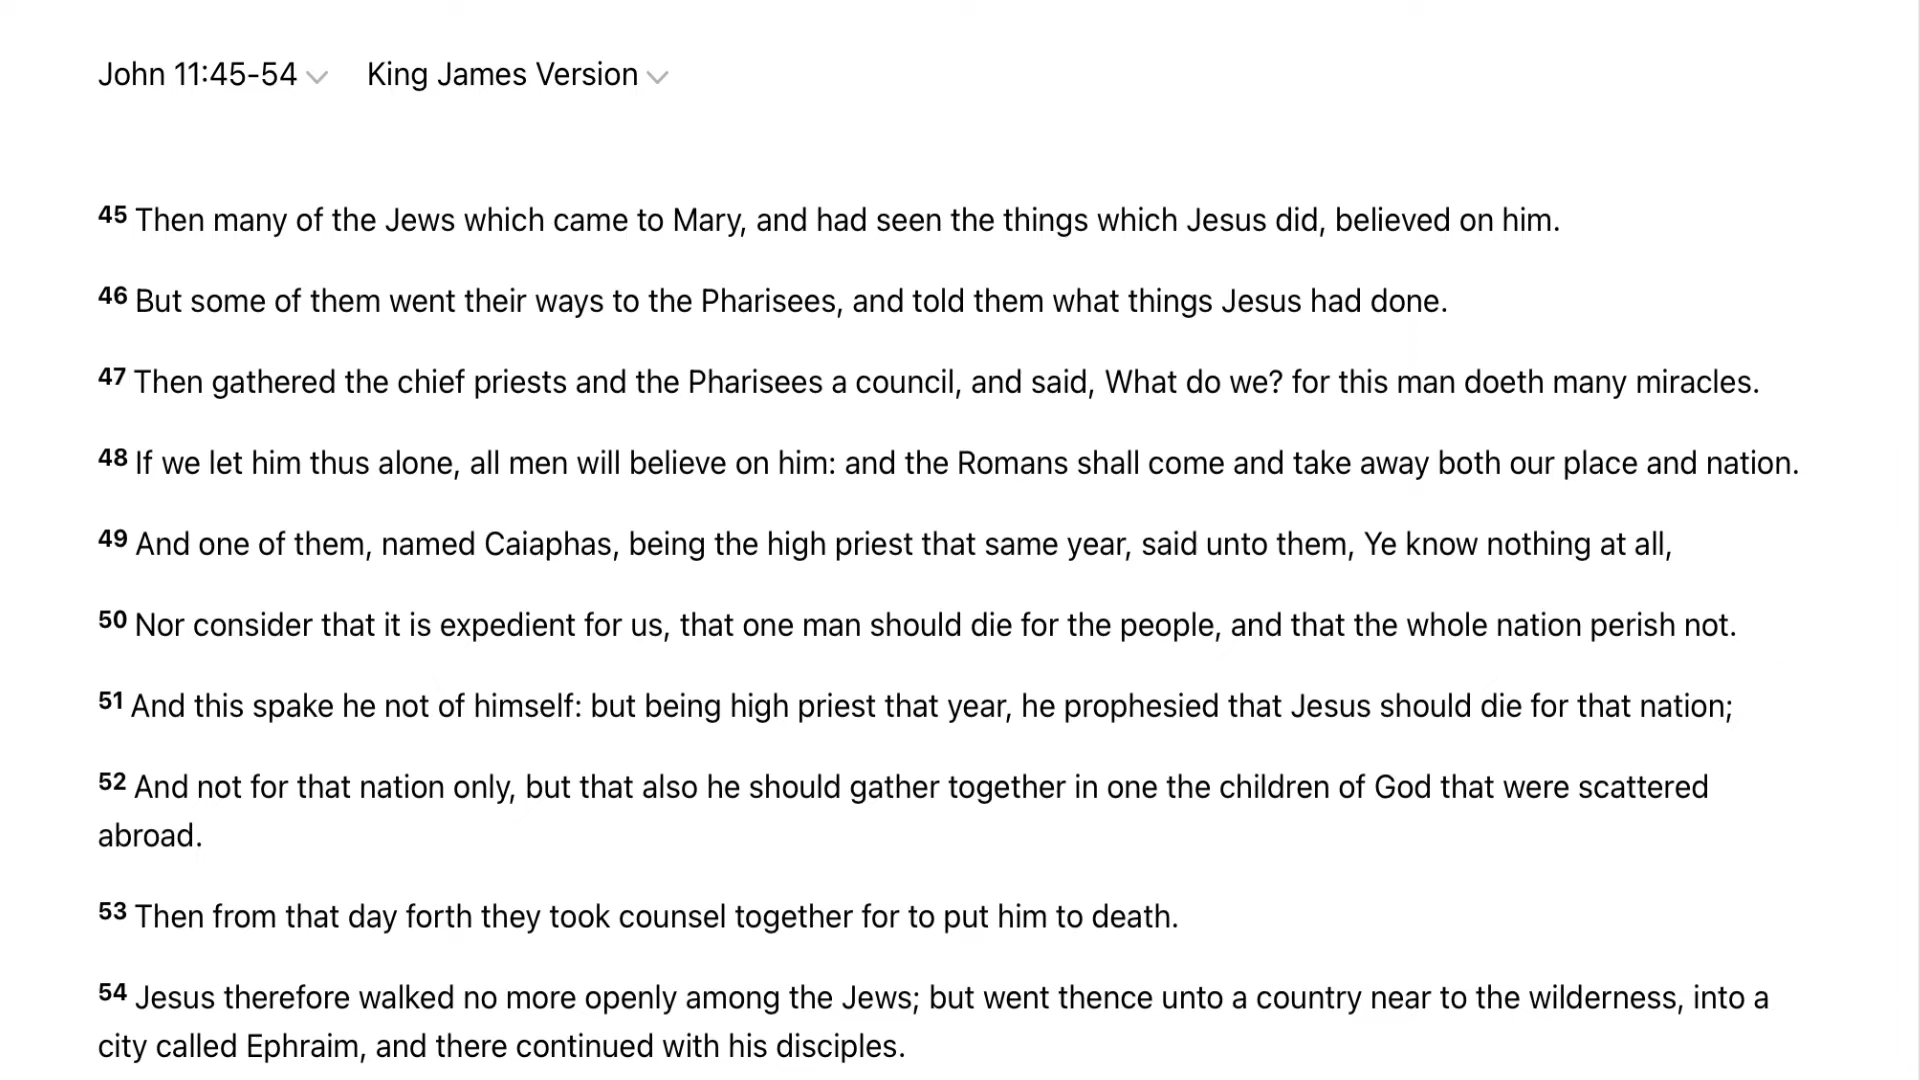 John 11:45-54 King James Version
45 Then many of the Jews which came to Mary, and had seen the things which Jesus did, believed on him.
46 But some of them went their ways to the Pharisees, and told them what things Jesus had done.
47 Then gathered the chief priests and the Pharisees a council, and said, What do we? for this man doeth many miracles.
48 If we let him thus alone, all men will believe on him: and the Romans shall come and take away both our place and nation.
49 And one of them, named Caiaphas, being the high priest that same year, said unto them, Ye know nothing at all,
50 Nor consider that it is expedient for us, that one man should die for the people, and that the whole nation perish not.
51 And this spake he not of himself: but being high priest that year, he prophesied that Jesus should die for that nation;
52 And not for that nation only, but that also he should gather together in one the children of God that were scattered
abroad.
53 Then from that day forth they took counsel together for to put him to death.
54 Jesus therefore walked no more openly among the Jews; but went thence unto a country near to the wilderness, into a
city called Ephraim, and there continued with his disciples.